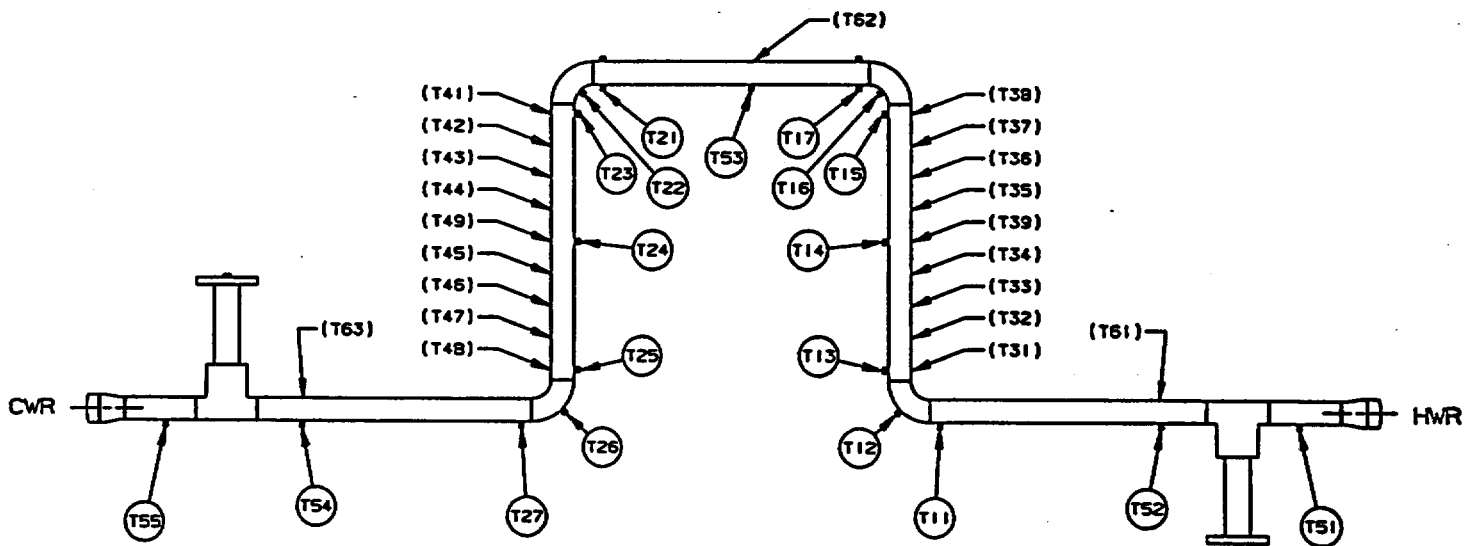 (T62)
(T41) (T38)
(T42) T21 T17 (T37)
T53
(T43) T23 T22 T16 T15 (T36)
(T44) (T35)
(T49) T24 T14 (T39)
(T45) (T34)
(T46) (T33)
(T63) (T47) (T32) (T61)
(T48) T25 T13 (T31)
CWR HWR
T26 T12
T55 T54 T27 T11 T52 T51